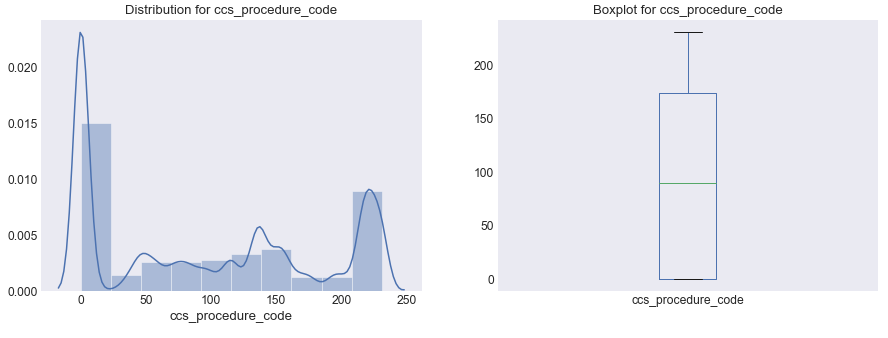 Distribution for ccs_procedure_code
0.020
0.015
0.010
0.005
0.000
0 50 100 150 200 250
ccs_procedure_code
Boxplot for ccs_procedure_code
200
150
100
50
0
ccs_procedure_code